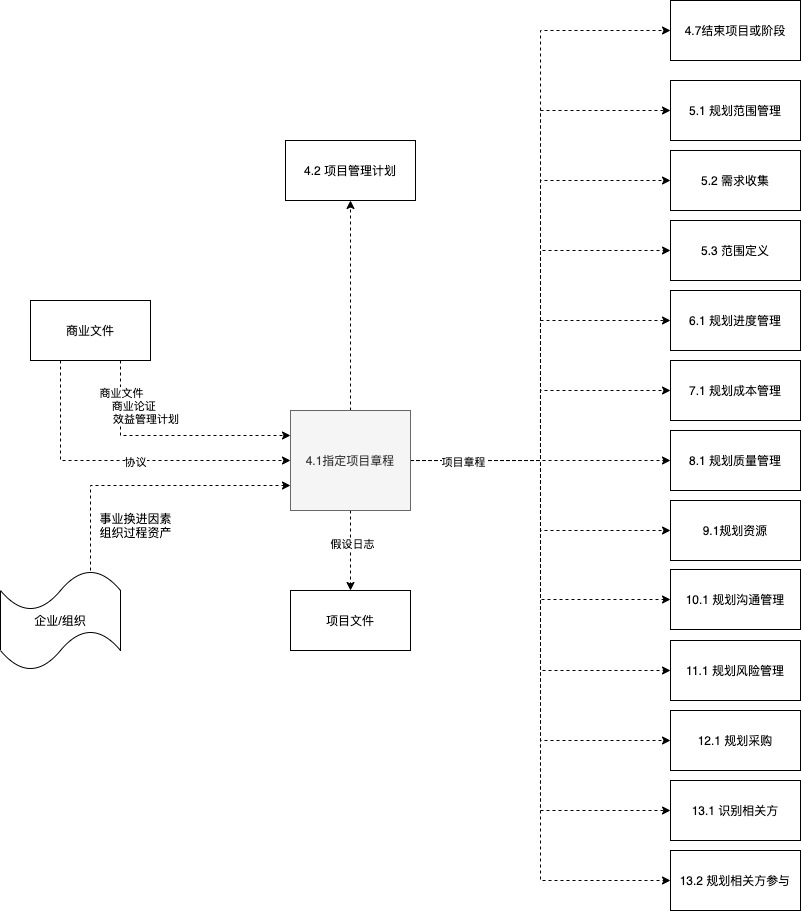 4.7结束项目或阶段
5.1 规划范围管理
4.2 项目管理计划
5.2 需求收集
5.3 范围定义
商业文件
6.1 规划进度管理
商业文件
商业论证
效益管理计划
7.1 规划成本管理
协议
4.1指定项目章程
项目章程
8.1 规划质量管理
事业换进因素
组织过程资产
9.1规划资源
假设日志
企业/组织
项目文件
10.1 规划沟通管理
11.1 规划风险管理
12.1 规划采购
13.1 识别相关方
13.2 规划相关方参与